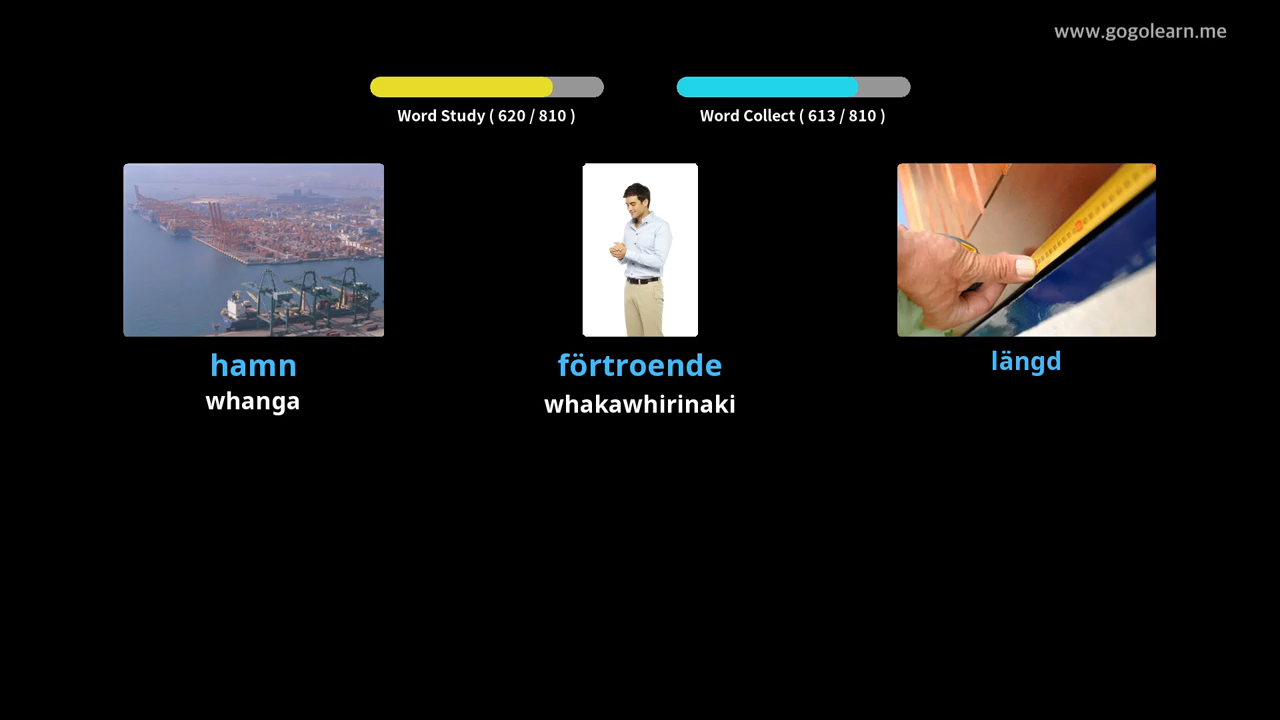 www.gogolearn.me
Word Study ( 620 / 810 )
Word Collect ( 613 / 810 )
hamn
whanga
förtroende
whakawhirinaki
längd